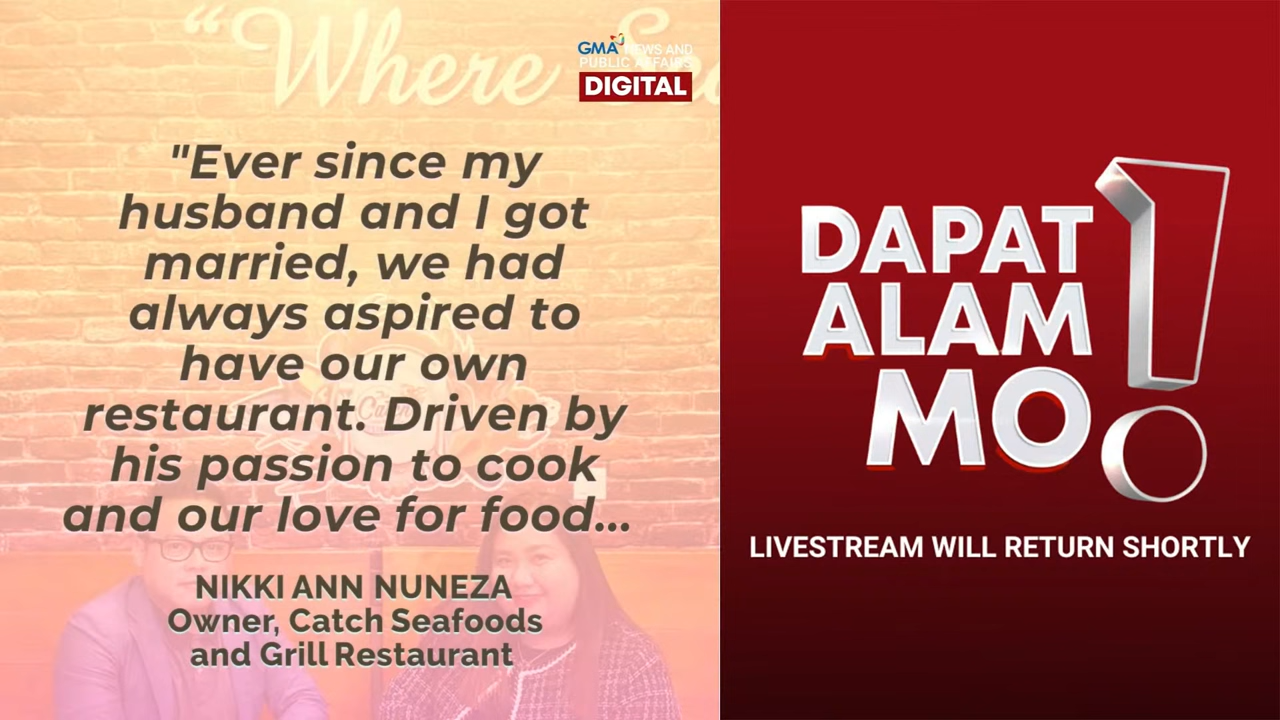 "Where
GMA NEWS AND
PUBLIC AFFAIRS
DIGITAL
"Ever since my
husband and I got
married, we had
always aspired to
have our own
restaurant. Driven by
his passion to cook
and our love for food...
NIKKI ANN NUNEZA
Owner, Catch Seafoods
and Grill Restaurant
DAPAT
ALAM
MO!
LIVESTREAM WILL RETURN SHORTLY